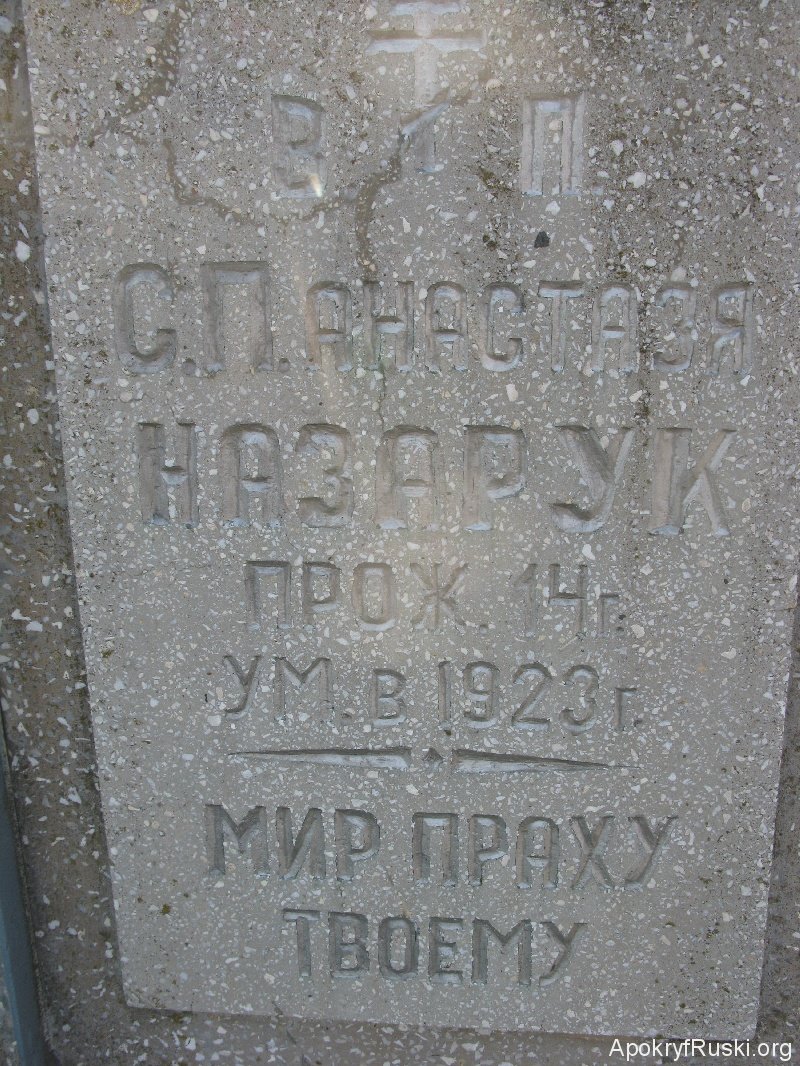 В П
С.П. АНАСТАЗЯ
НАЗАРУК
ПРОЖ. 14 г.
УМ. В 1923 г.
МИР ПРАХУ
ТВОЕМУ
ApokryfRuski.org